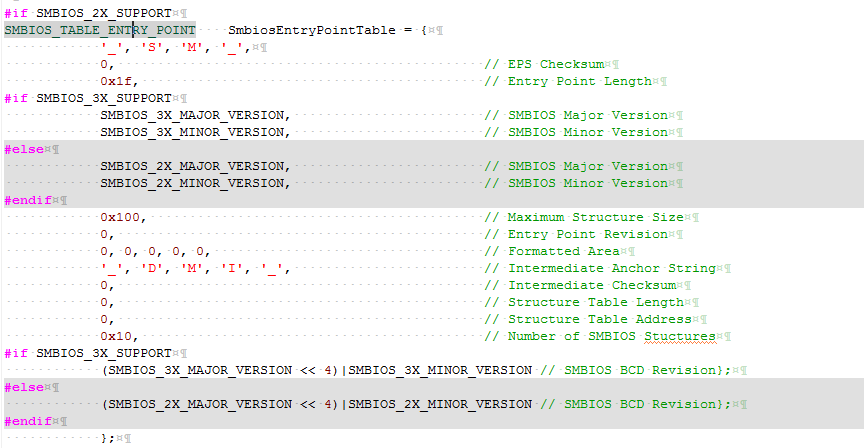 #if SMBIOS_2X_SUPPORT
SMBIOS_TABLE_ENTRY_POINT    SmbiosEntryPointTable = {
'_', 'S', 'M', '_',
0, // EPS Checksum
0x1f, // Entry Point Length
#if SMBIOS_3X_SUPPORT
SMBIOS_3X_MAJOR_VERSION, // SMBIOS Major Version
SMBIOS_3X_MINOR_VERSION, // SMBIOS Minor Version
#else
SMBIOS_2X_MAJOR_VERSION, // SMBIOS Major Version
SMBIOS_2X_MINOR_VERSION, // SMBIOS Minor Version
#endif
0x100, // Maximum Structure Size
0, // Entry Point Revision
0, 0, 0, 0, 0, // Formatted Area
'_', 'D', 'M', 'I', '_', // Intermediate Anchor String
0, // Intermediate Checksum
0, // Structure Table Length
0, // Structure Table Address
0x10, // Number of SMBIOS Stuctures
#if SMBIOS_3X_SUPPORT
(SMBIOS_3X_MAJOR_VERSION << 4)|SMBIOS_3X_MINOR_VERSION // SMBIOS BCD Revision};
#else
(SMBIOS_2X_MAJOR_VERSION << 4)|SMBIOS_2X_MINOR_VERSION // SMBIOS BCD Revision};
#endif
};